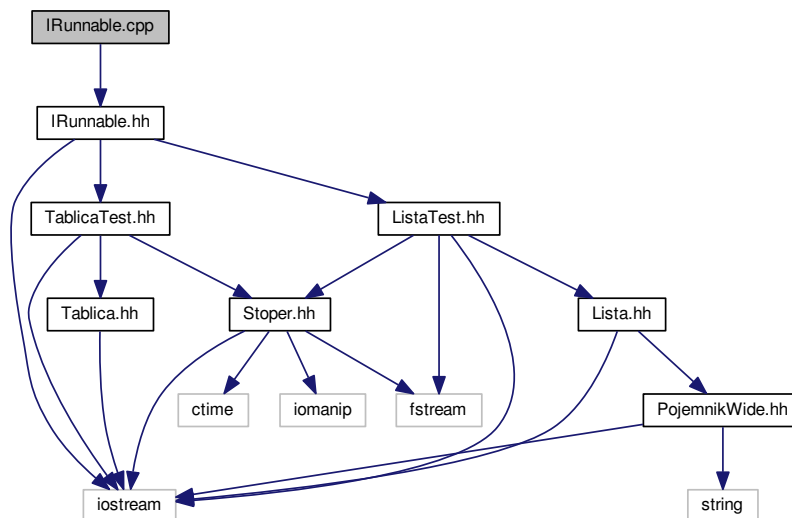 IRunnable.cpp
IRunnable.hh
TablicaTest.hh
ListaTest.hh
Tablica.hh
Stoper.hh
Lista.hh
ctime
iomanip
fstream
PojemnikWide.hh
iostream
string